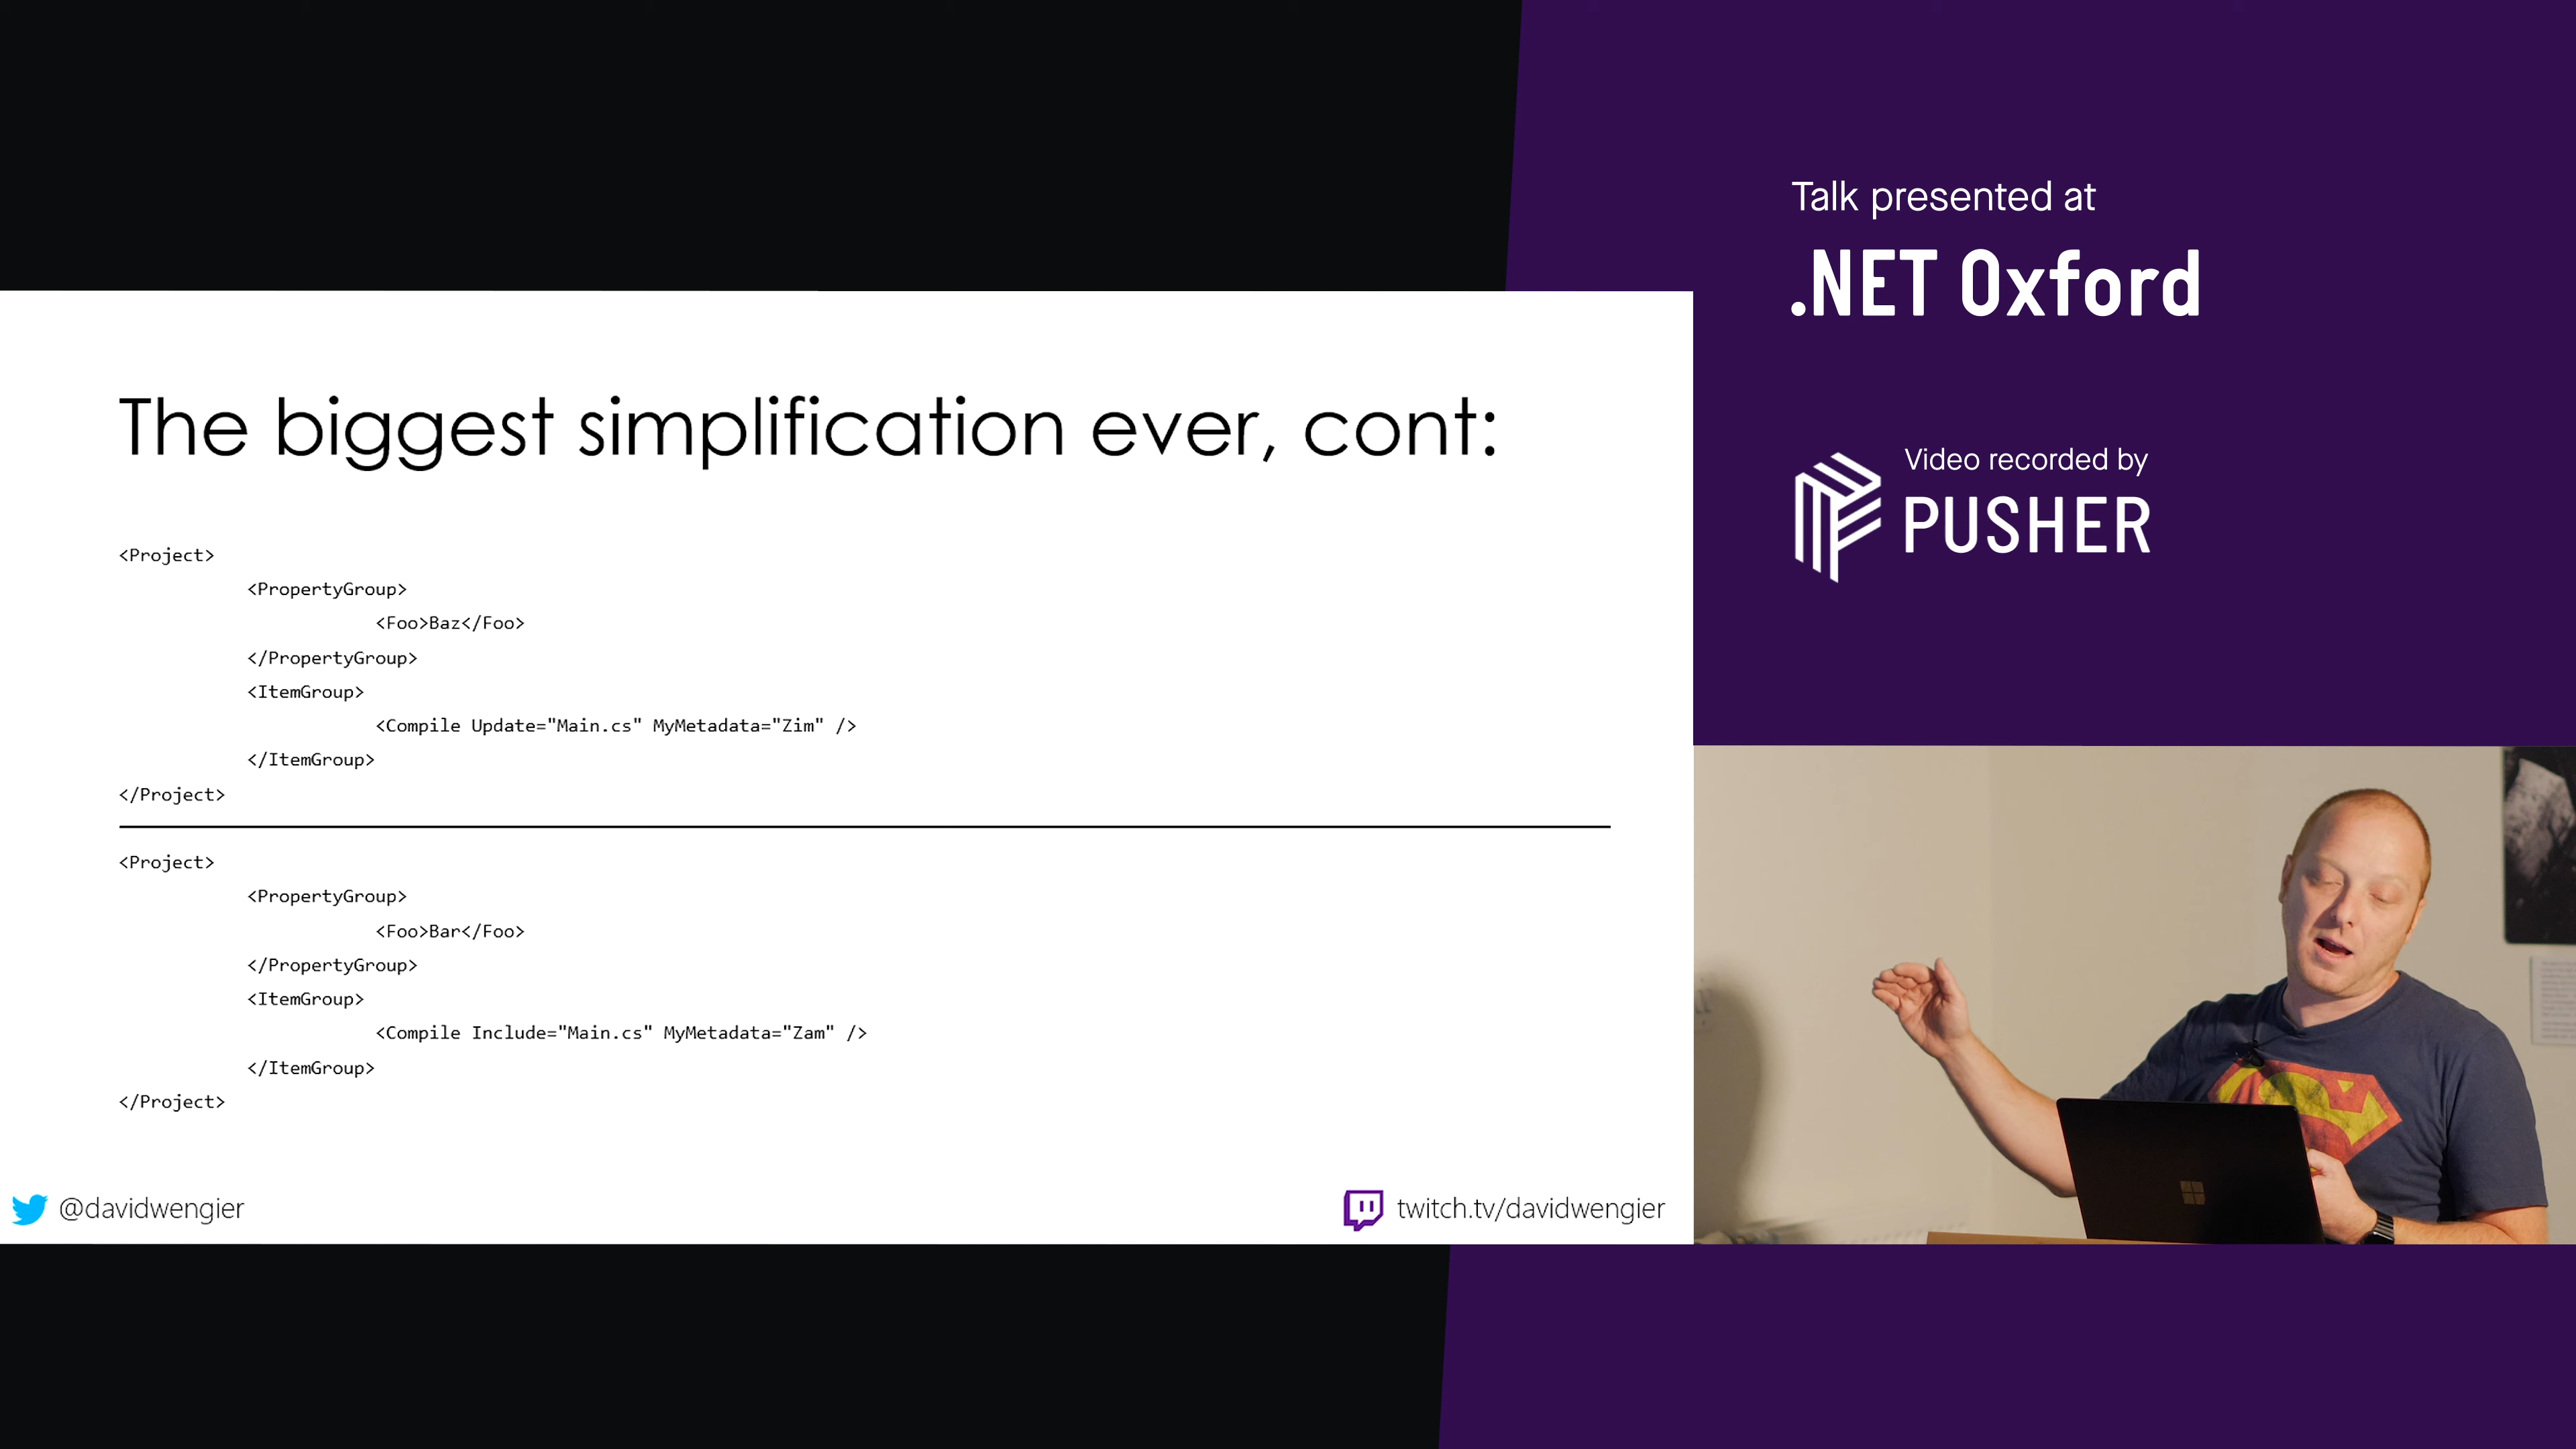 Talk presented at
.NET Oxford
Video recorded by
PUSHER
The biggest simplification ever, cont:
<Project>
<PropertyGroup>
<Foo>Baz</Foo>
</PropertyGroup>
<ItemGroup>
<Compile Update="Main.cs" MyMetadata="Zim" />
</ItemGroup>
</Project>
<Project>
<PropertyGroup>
<Foo>Bar</Foo>
</PropertyGroup>
<ItemGroup>
<Compile Include="Main.cs" MyMetadata="Zam" />
</ItemGroup>
</Project>
@davidwengier
twitch.tv/davidwengier